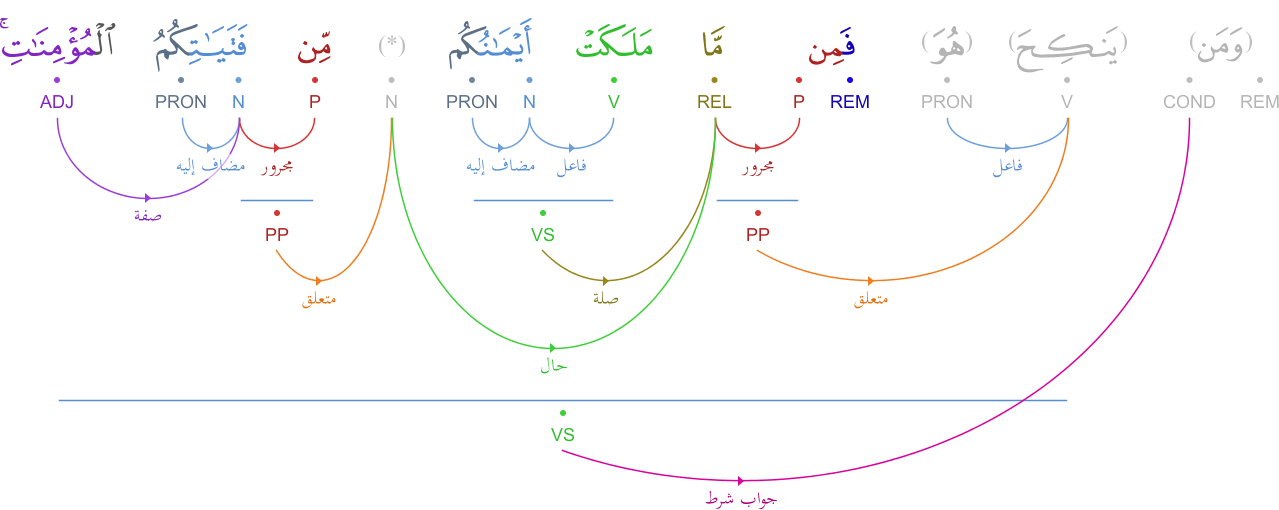 (وَمَن) (يَنكِحَ) (هُوَ) فَمِن مَّا مَلَكَتْ أَيْمَـٰنُكُم (*) مِّن فَتَيَـٰتِكُمُ ٱلْمُؤْمِنَـٰتِ ۚ
REM COND V PRON REM P REL V N PRON N P N PRON ADJ
فاعل مجرور فاعل مضاف إليه مجرور مضاف إليه
صفة
PP VS PP
متعلق صلة متعلق
حال
VS
جواب شرط